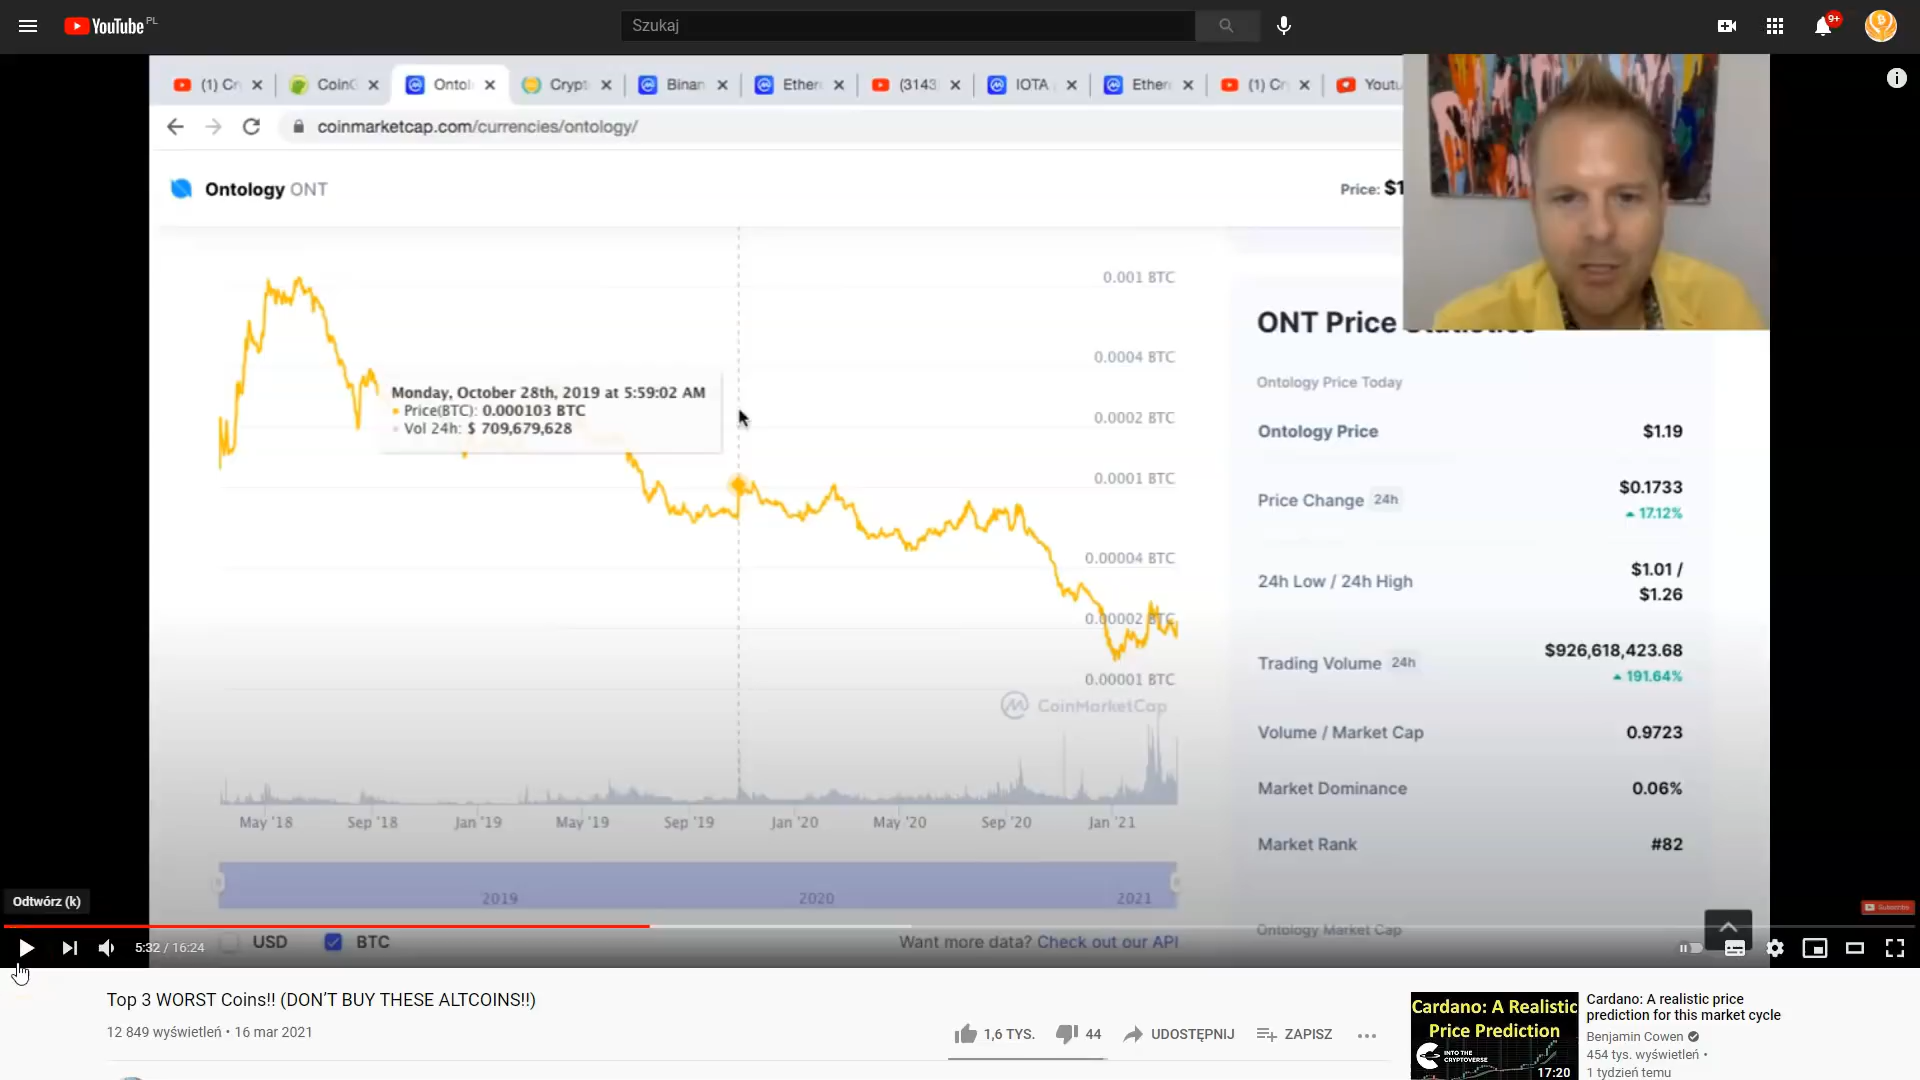 YouTube PL
Szukaj
9+
(1) Cr
CoinG
Ontol
Crypt
Binan
Ether
(3143
IOTA
Ether
(1) Cr
Youtu
coinmarketcap.com/currencies/ontology/
Ontology ONT
Price: $1
0.001 BTC
0.0004 BTC
0.0002 BTC
0.0001 BTC
0.00004 BTC
0.00002 BTC
0.00001 BTC
Monday, October 28th, 2019 at 5:59:02 AM
Price(BTC): 0.000103 BTC
Vol 24h: $ 709,679,628
CoinMarketCap
May '18
Sep '18
Jan '19
May '19
Sep '19
Jan '20
May '20
Sep '20
Jan '21
2019
2020
2021
USD
BTC
Want more data? Check out our API
ONT Price Statistics
Ontology Price Today
Ontology Price $1.19
Price Change 24h $0.1733
17.12%
24h Low / 24h High $1.01 /
$1.26
Trading Volume 24h $926,618,423.68
191.64%
Volume / Market Cap 0.9723
Market Dominance 0.06%
Market Rank #82
Ontology Market Cap
Subscribe
Odtwórz (k)
5:32 / 16:24
Top 3 WORST Coins!! (DON'T BUY THESE ALTCOINS!!)
12 849 wyświetleń • 16 mar 2021
1,6 TYS.
44
UDOSTĘPNIJ
ZAPISZ
Cardano: A Realistic
Price Prediction
INTO THE
CRYPTOVERSE
17:20
Cardano: A realistic price
prediction for this market cycle
Benjamin Cowen
454 tys. wyświetleń •
1 tydzień temu